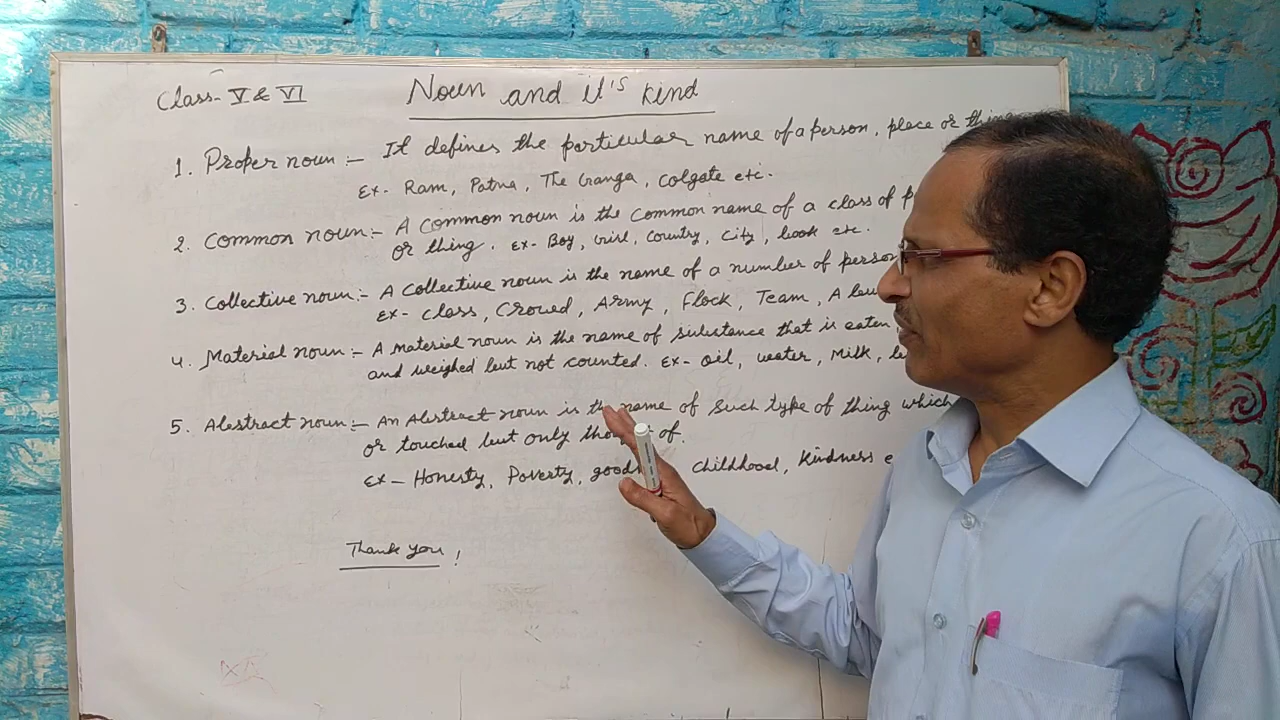 Class- V & VI
Noun and it's kind
1. Proper noun :- It defines the particular name of a person, place or thing
Ex- Ram, Patna, The Ganga, Colgate etc.
2. Common noun:- A common noun is the common name of a class of
or thing. Ex- Boy, Girl, Country, City, book etc.
3. Collective noun:- A collective noun is the name of a number of person
Ex- Class, Crowed, Army, Flock, Team, A
4. Material noun:- A material noun is the name of substance that is eaten
and weighed but not counted. Ex- Oil, water, Milk,
5. Abstract noun:- An Abstract noun is the name of such type of thing which
or touched but only of.
Ex- Honesty, Poverty, childhood, Kindness
Thank you!